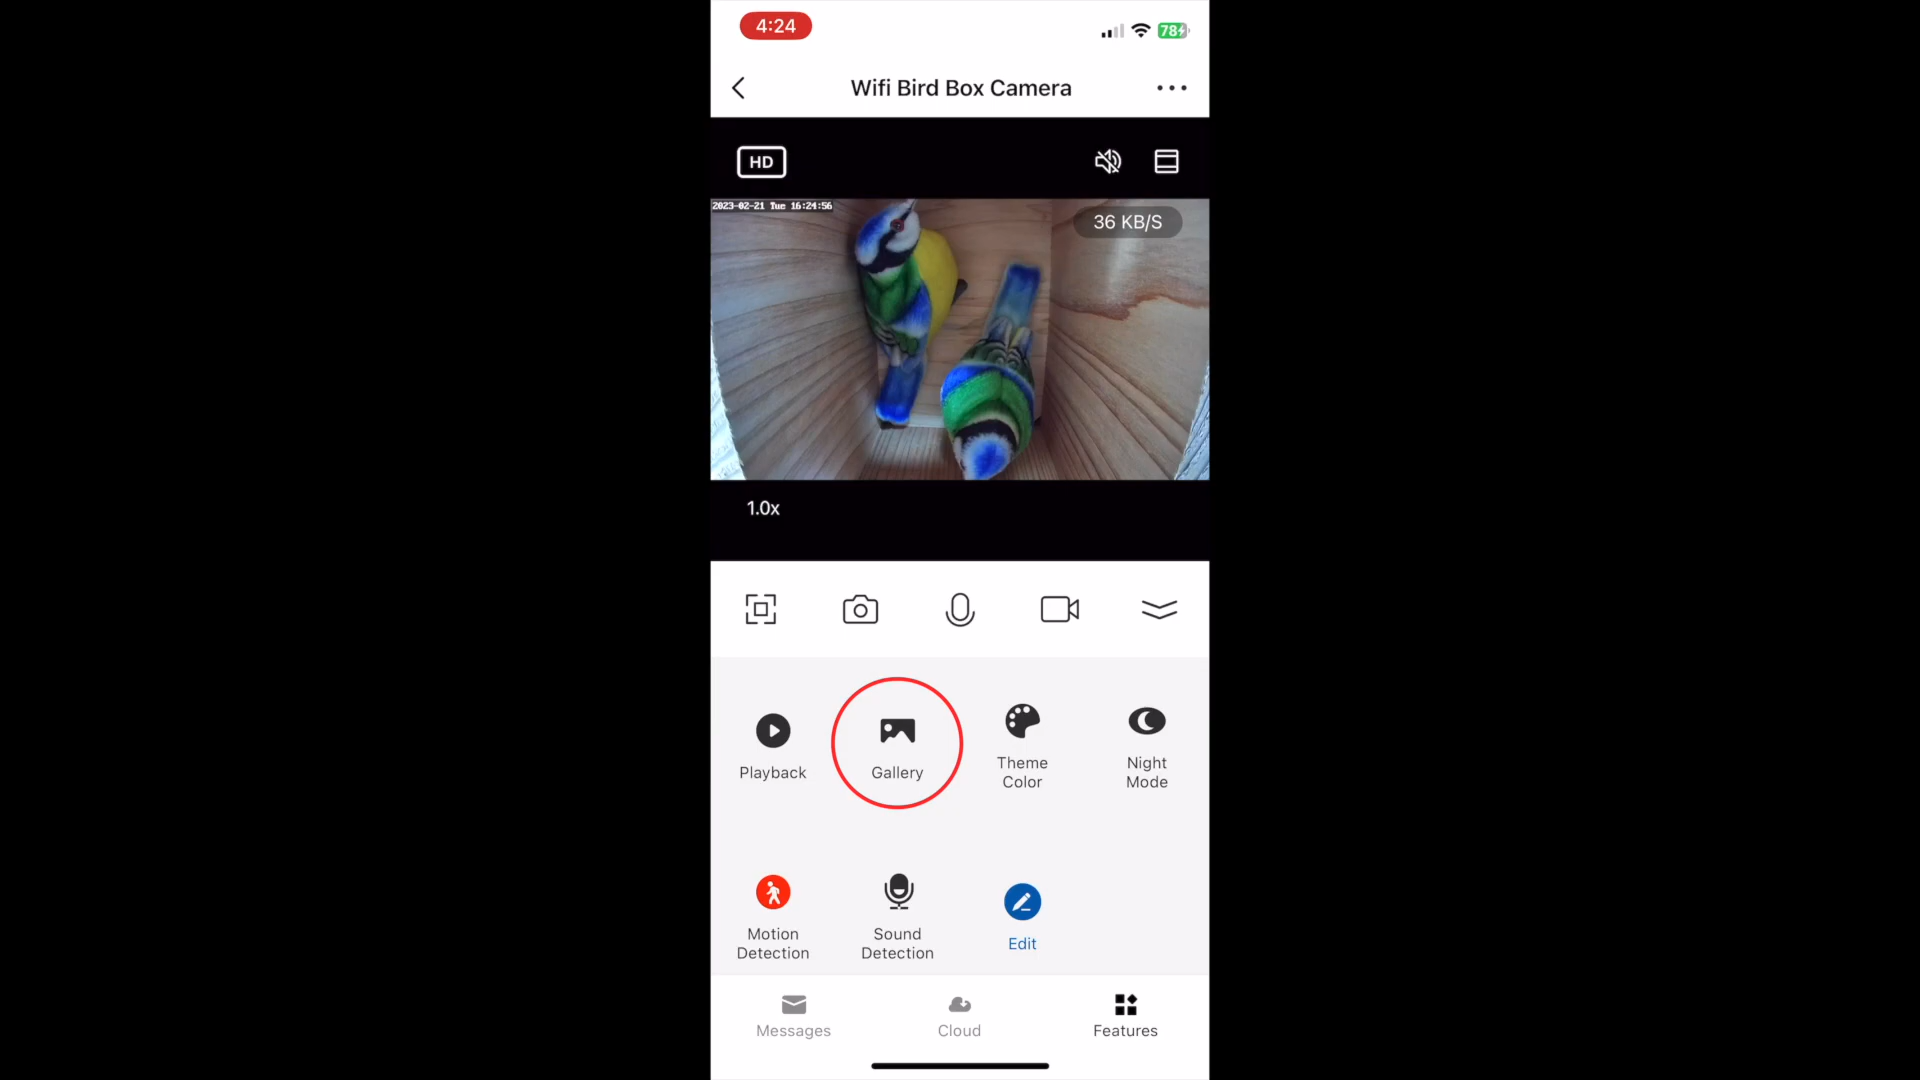 4:24
78
Wifi Bird Box Camera
HD
2023-02-21 Tue 16:24:56
36 KB/S
1.0x
Playback
Gallery
Theme
Color
Night
Mode
Motion
Detection
Sound
Detection
Edit
Messages
Cloud
Features